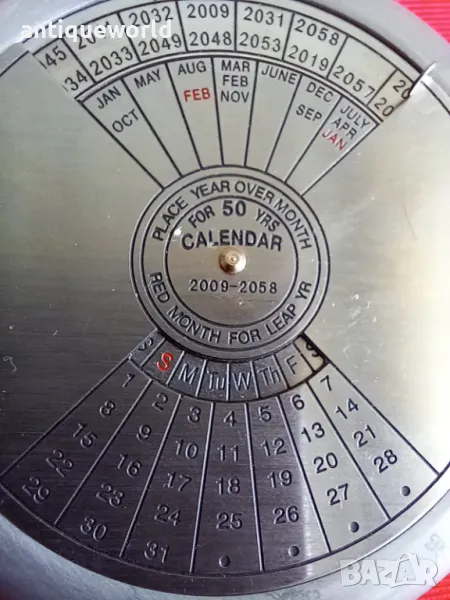 antiqueworld
2032 2009 2031 2058
2033 2049 2048 2053 2019 2057
JAN MAY AUG MAR JUNE DEC JULY
OCT FEB FEB SEP APR
NOV JAN
PLACE YEAR OVER MONTH
FOR 50 YRS
CALENDAR
2009-2058
RED MONTH FOR LEAP YR
S M Tu W Th Fr S
1 2 3 4 5 6 7
8 9 10 11 12 13 14
15 16 17 18 19 20 21
22 23 24 25 26 27 28
29 30 31
BAZAR